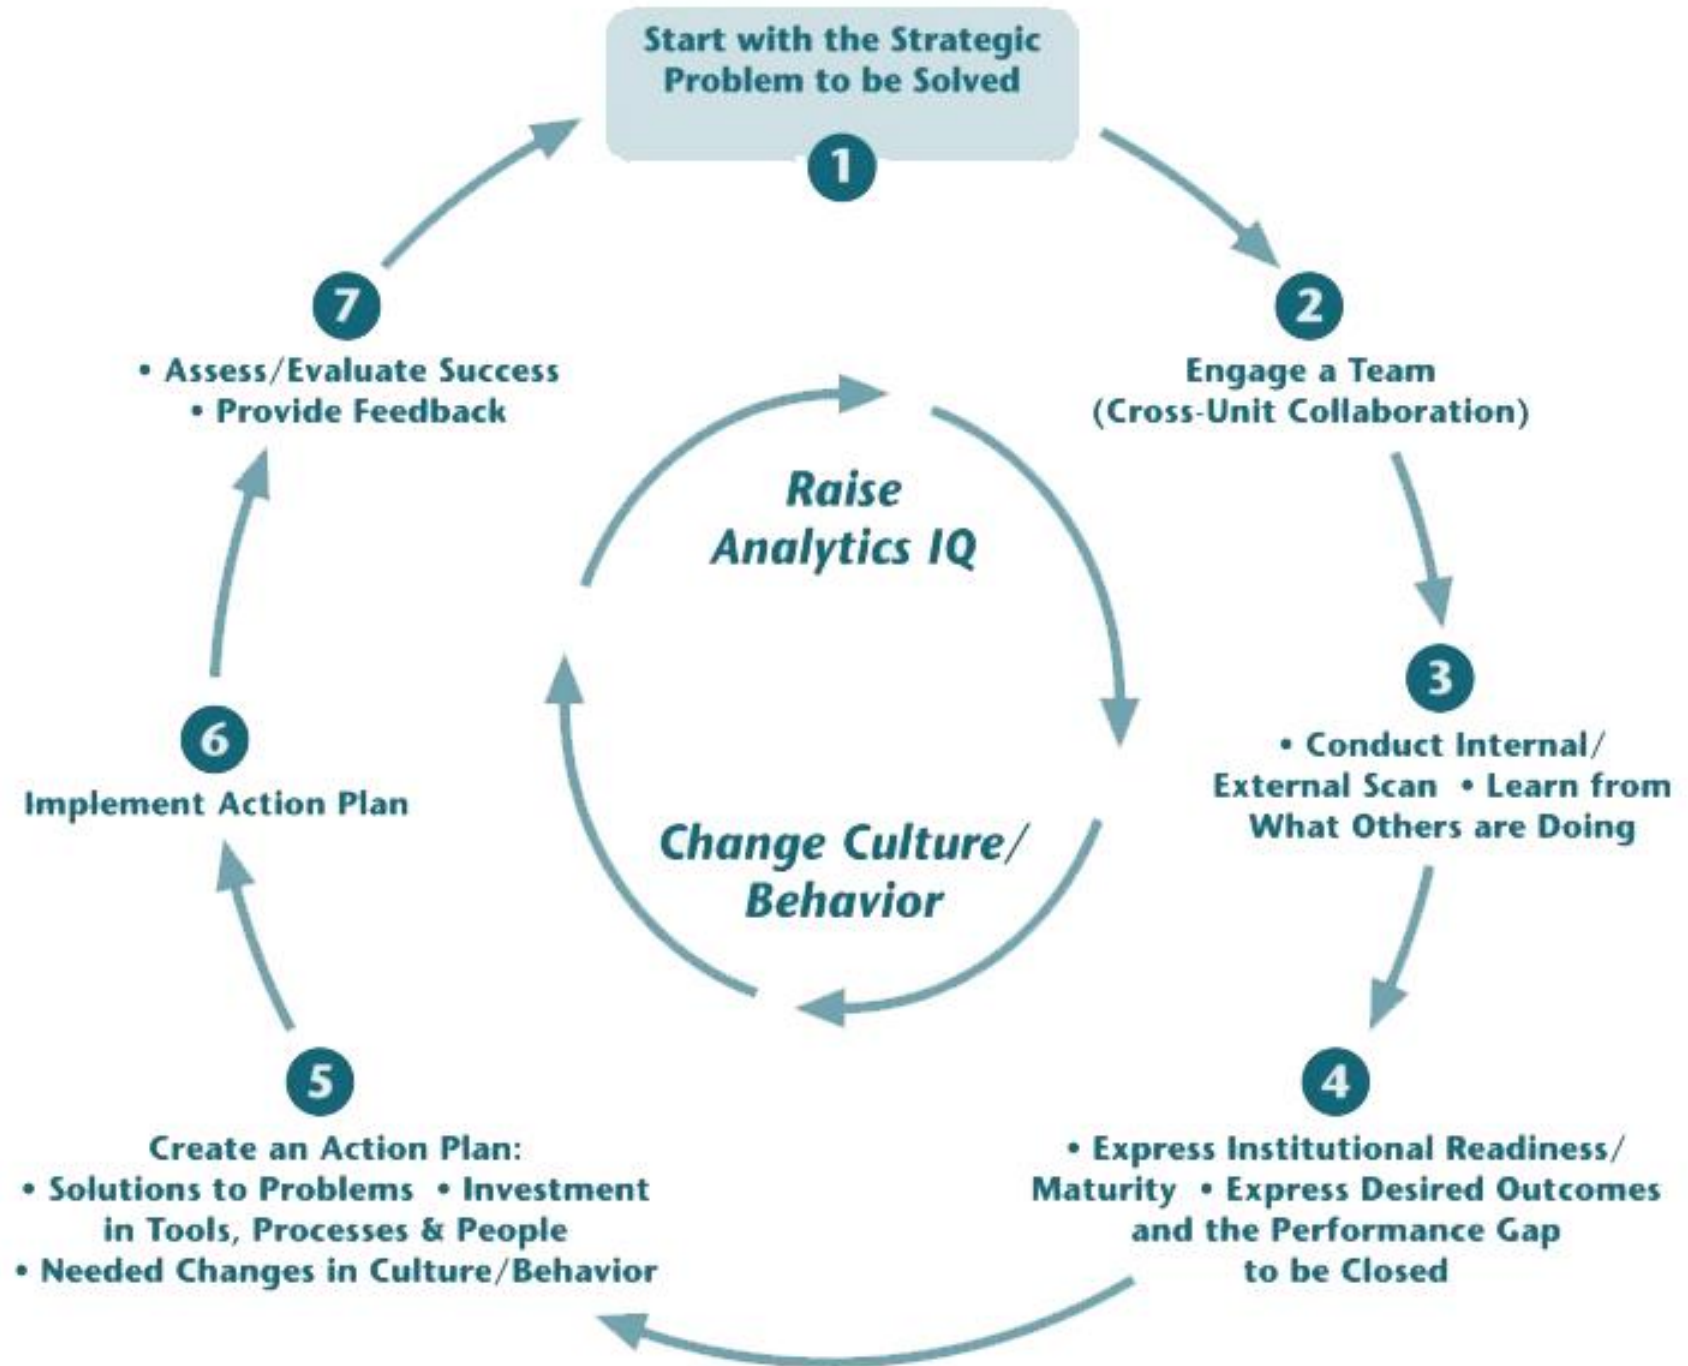 Start with the Strategic
Problem to be Solved
1
2
Engage a Team
(Cross-Unit Collaboration)
3
• Conduct Internal/
External Scan • Learn from
What Others are Doing
4
• Express Institutional Readiness/
Maturity • Express Desired Outcomes
and the Performance Gap
to be Closed
5
Create an Action Plan:
• Solutions to Problems • Investment
in Tools, Processes & People
• Needed Changes in Culture/Behavior
6
Implement Action Plan
7
• Assess/Evaluate Success
• Provide Feedback
Raise
Analytics IQ
Change Culture/
Behavior